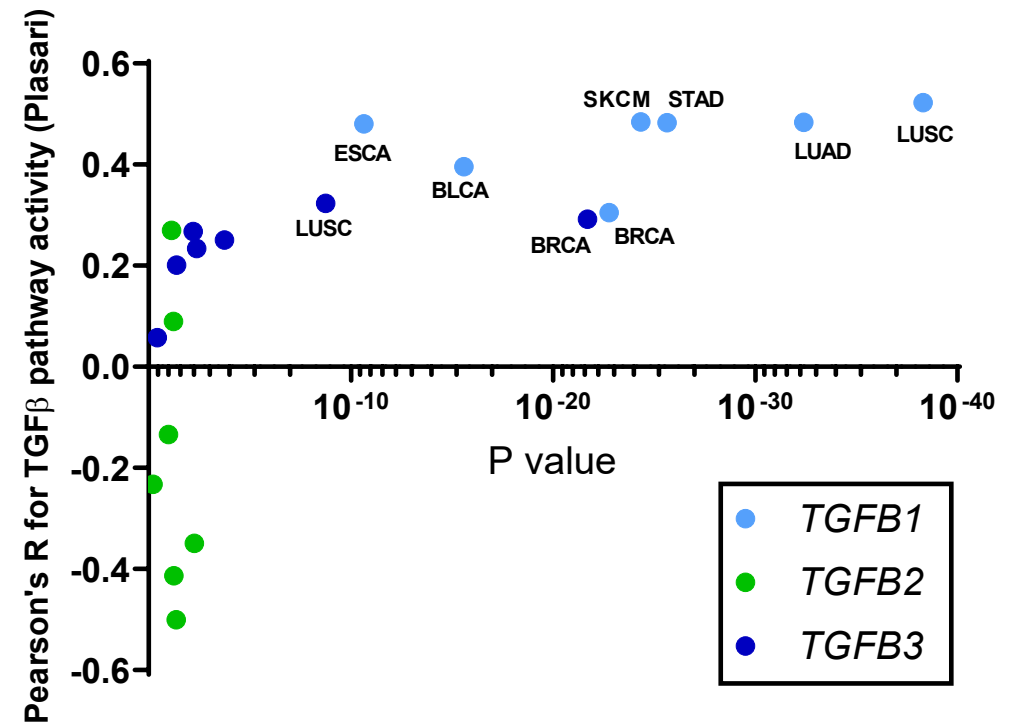 Pearson's R for TGFβ pathway activity (Plasari)
0.6
0.4
0.2
0.0
-0.2
-0.4
-0.6
SKCM STAD
LUSC
ESCA
LUAD
BLCA
LUSC
BRCA
BRCA
10-10
10-20
10-30
10-40
P value
TGFB1
TGFB2
TGFB3